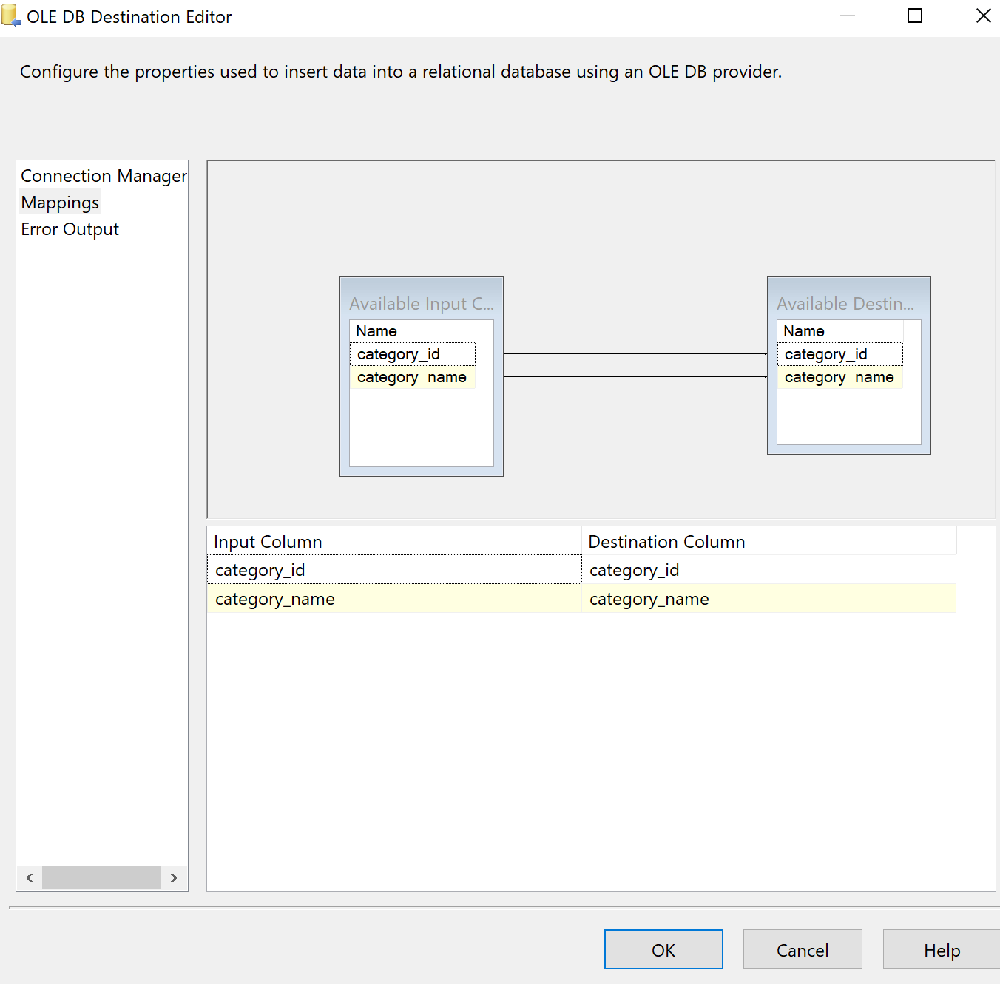 OLE DB Destination Editor
Configure the properties used to insert data into a relational database using an OLE DB provider.
Connection Manager
Mappings
Error Output
Available Input C...
Name
category_id
category_name
Available Destin...
Name
category_id
category_name
Input Column Destination Column
category_id category_id
category_name category_name
OK Cancel Help